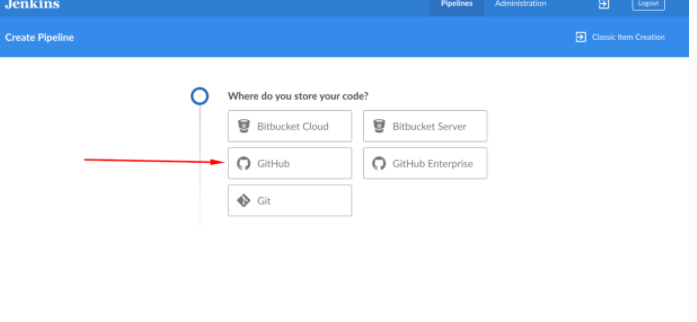 Jenkins
Pipelines Administration Logout
Create Pipeline
Classic Item Creation
Where do you store your code?
Bitbucket Cloud Bitbucket Server
GitHub GitHub Enterprise
Git